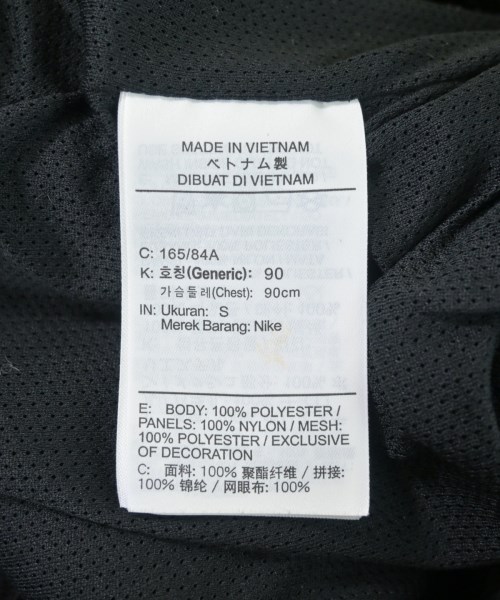 MADE IN VIETNAM
ベトナム製
DIBUAT DI VIETNAM
C: 165/84A
K: 호칭(Generic): 90
가슴둘레(Chest): 90cm
IN: Ukuran: S
Merek Barang: Nike
E: BODY: 100% POLYESTER /
PANELS: 100% NYLON / MESH:
100% POLYESTER / EXCLUSIVE
OF DECORATION
C: 面料: 100% 聚酯纤维 / 拼接:
100% 锦纶 / 网眼布: 100%